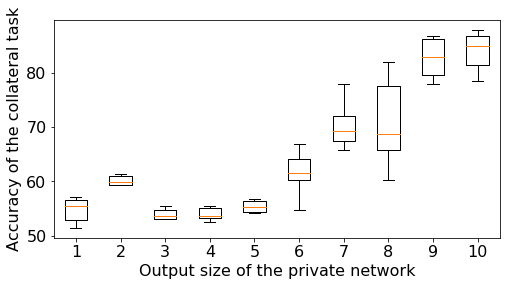 Accuracy of the collateral task
80
70
60
50
1 2 3 4 5 6 7 8 9 10
Output size of the private network